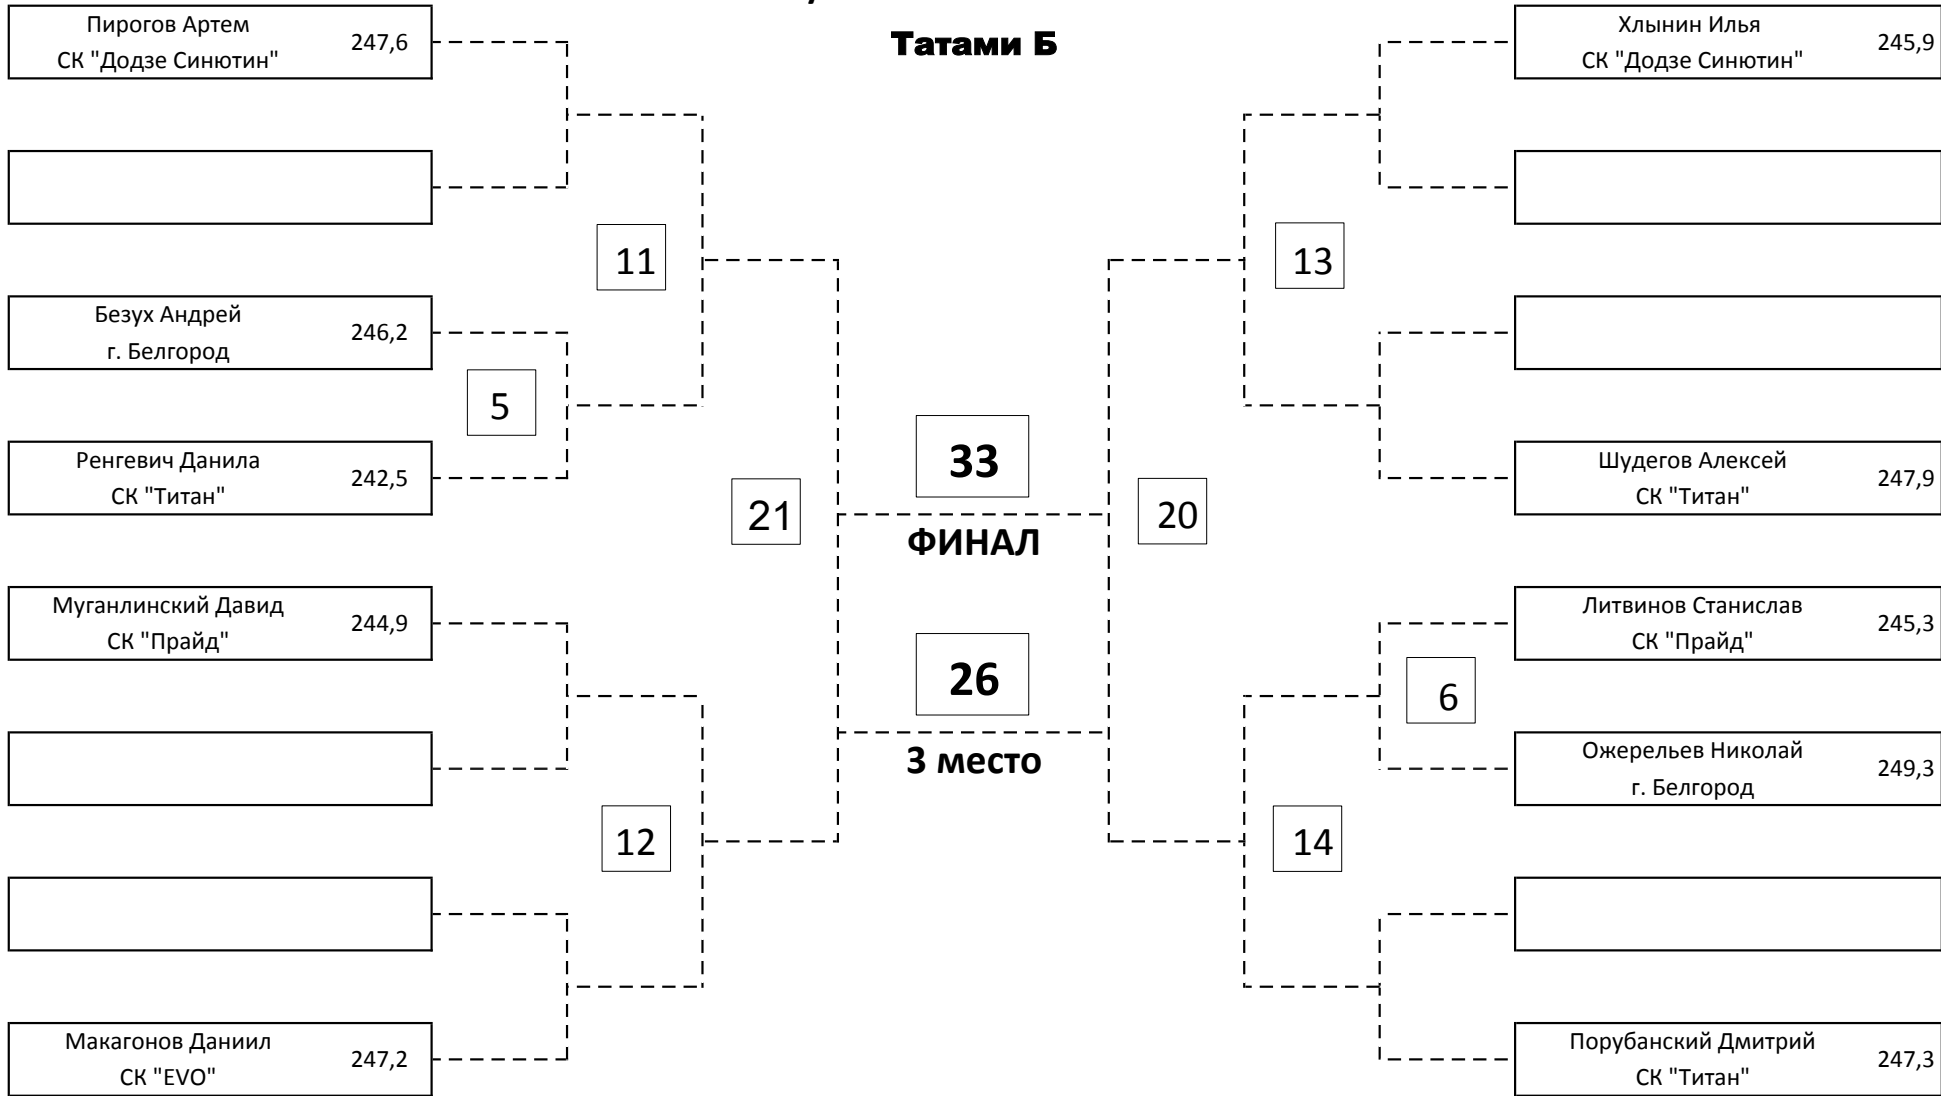 Татами Б
Пирогов Артем
СК "Додзе Синютин"
247,6
Безух Андрей
г. Белгород
246,2
Ренгевич Данила
СК "Титан"
242,5
Муганлинский Давид
СК "Прайд"
244,9
Макагонов Даниил
СК "EVO"
247,2
11
5
12
21
33
ФИНАЛ
26
3 место
20
13
6
14
Хлынин Илья
СК "Додзе Синютин"
245,9
Шудегов Алексей
СК "Титан"
247,9
Литвинов Станислав
СК "Прайд"
245,3
Ожерельев Николай
г. Белгород
249,3
Порубанский Дмитрий
СК "Титан"
247,3